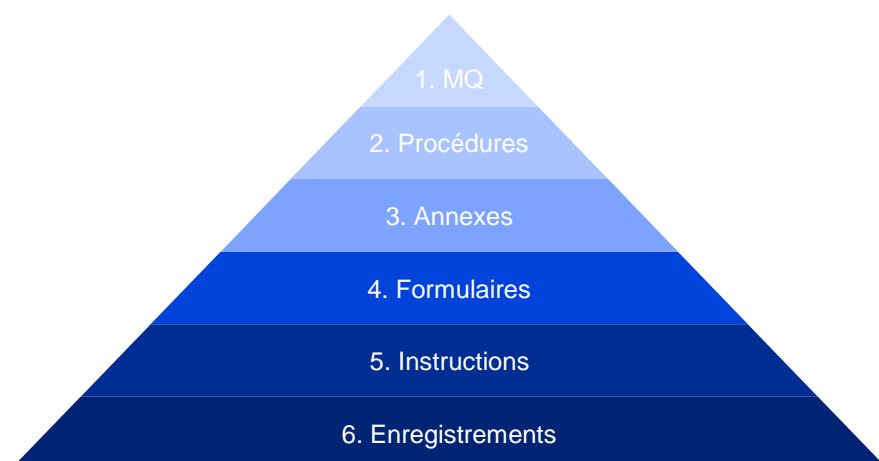 1. MQ
2. Procédures
3. Annexes
4. Formulaires
5. Instructions
6. Enregistrements